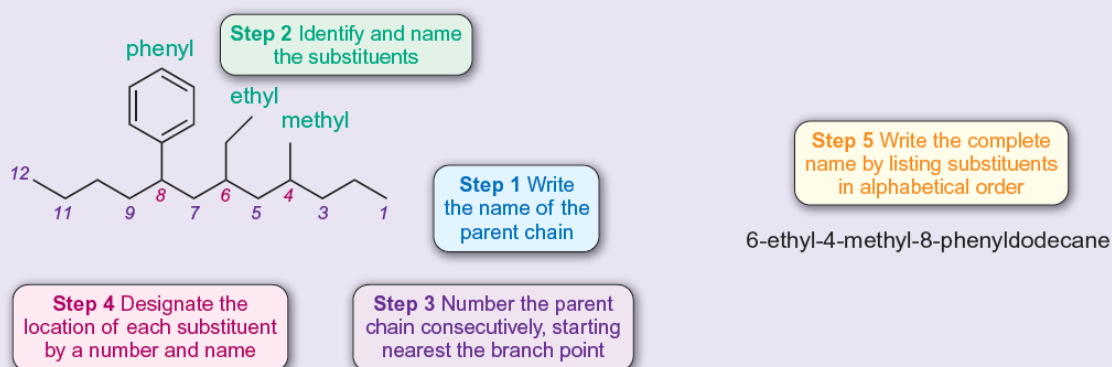 Step 2 Identify and name
the substituents
phenyl
ethyl
methyl
12
11
9
8
7
6
5
4
3
1
Step 1 Write
the name of the
parent chain
Step 5 Write the complete
name by listing substituents
in alphabetical order
6-ethyl-4-methyl-8-phenyldodecane
Step 4 Designate the
location of each substituent
by a number and name
Step 3 Number the parent
chain consecutively, starting
nearest the branch point